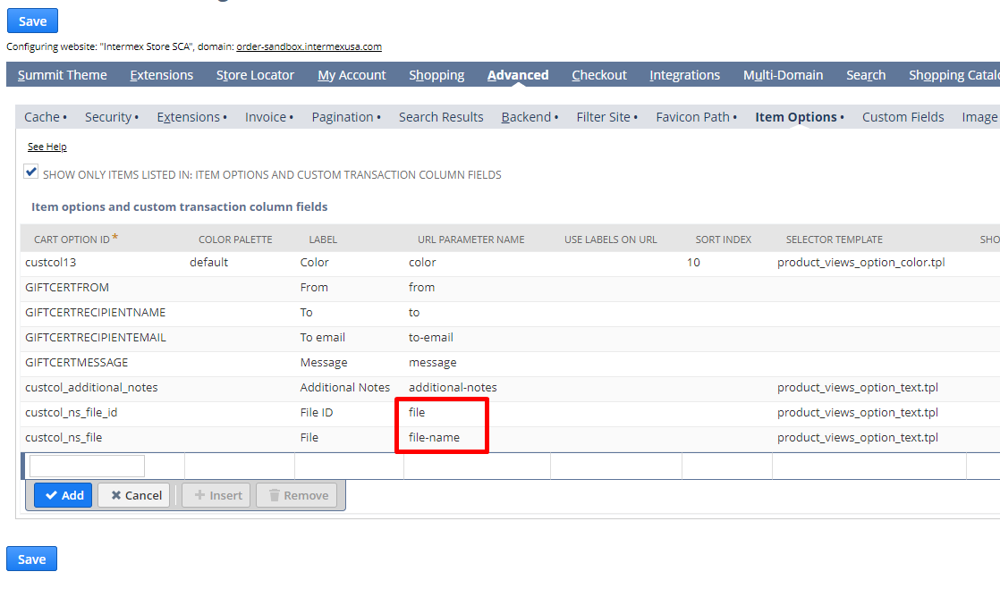 Save
Configuring website: "Intermex Store SCA", domain: order-sandbox.intermexusa.com
Summit Theme Extensions Store Locator My Account Shopping Advanced Checkout Integrations Multi-Domain Search Shopping Catalo
Cache • Security • Extensions • Invoice • Pagination • Search Results Backend • Filter Site • Favicon Path • Item Options • Custom Fields Image
See Help
SHOW ONLY ITEMS LISTED IN: ITEM OPTIONS AND CUSTOM TRANSACTION COLUMN FIELDS
Item options and custom transaction column fields
CART OPTION ID * COLOR PALETTE LABEL URL PARAMETER NAME USE LABELS ON URL SORT INDEX SELECTOR TEMPLATE SHO
custcol13 default Color color 10 product_views_option_color.tpl
GIFTCERTFROM From from
GIFTCERTRECIPIENTNAME To to
GIFTCERTRECIPIENTEMAIL To email to-email
GIFTCERTMESSAGE Message message
custcol_additional_notes Additional Notes additional-notes product_views_option_text.tpl
custcol_ns_file_id File ID file product_views_option_text.tpl
custcol_ns_file File file-name product_views_option_text.tpl
Add Cancel Insert Remove
Save